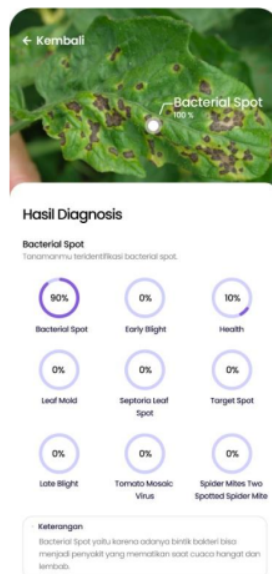 ← Kembali
Bacterial Spot
100 %
Hasil Diagnosis
Bacterial Spot
Tanamanmu teridentifikasi bacterial spot.
90% 0% 10%
Bacterial Spot Early Blight Health
0% 0% 0%
Leaf Mold Septoria Leaf Target Spot
Spot
0% 0% 0%
Late Blight Tomato Mosaic Spider Mites Two
Virus Spotted Spider Mite
Keterangan
Bacterial Spot yaitu karena adanya bintik bakteri bisa
menjadi penyakit yang mematikan saat cuaca hangat dan
lembab.